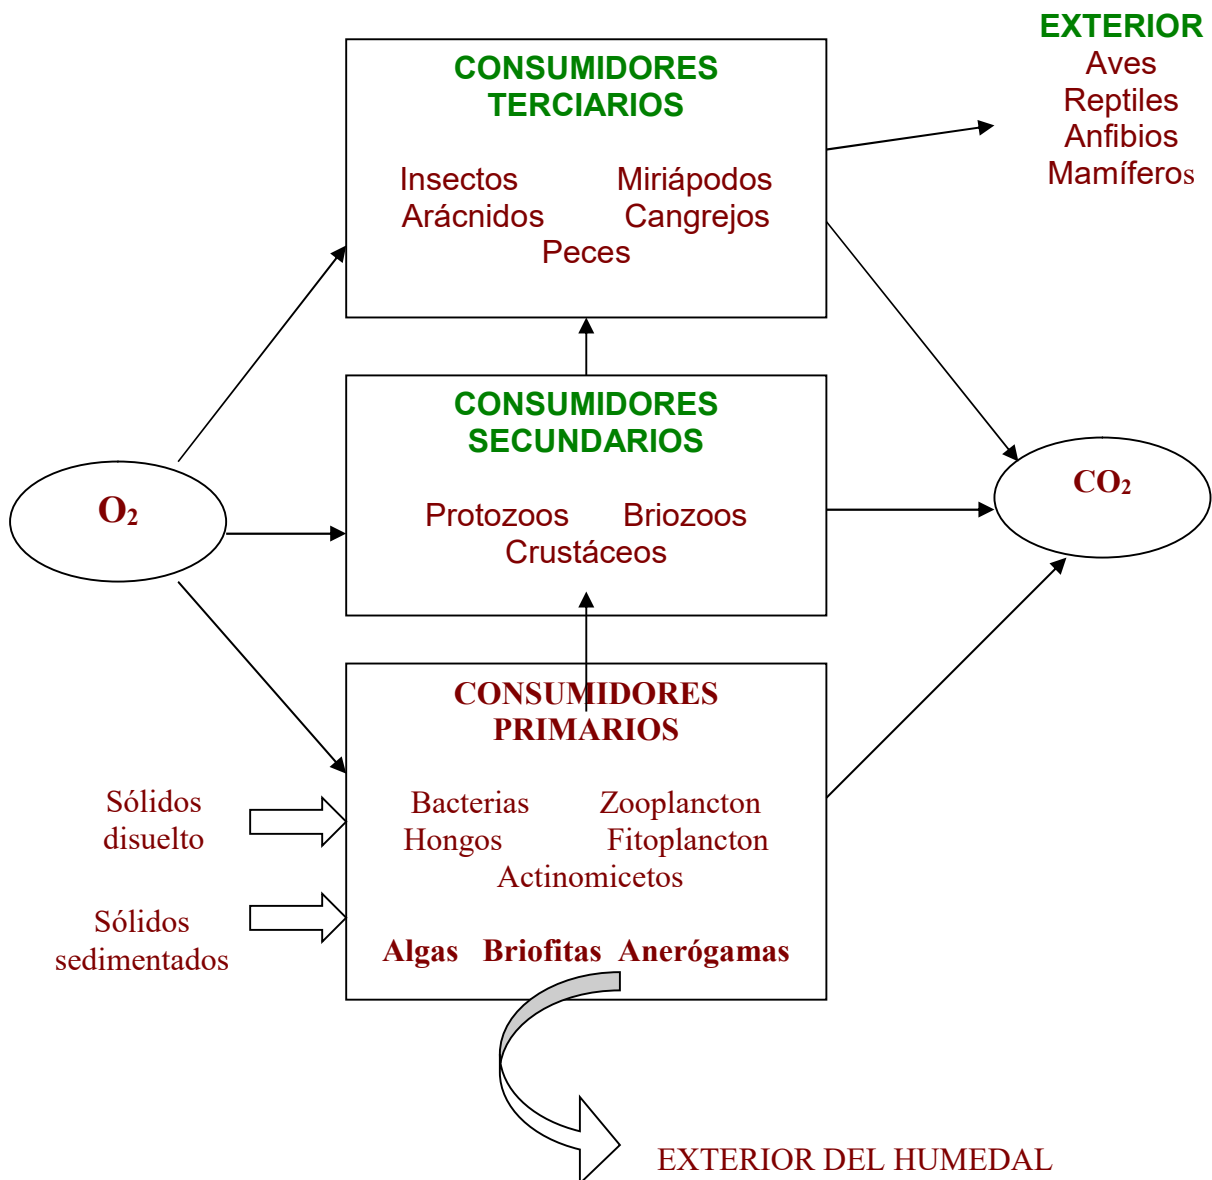 EXTERIOR
Aves
Reptiles
Anfibios
Mamíferos
CONSUMIDORES
TERCIARIOS
Insectos Miriápodos
Arácnidos Cangrejos
Peces
CONSUMIDORES
SECUNDARIOS
Protozoos Briozoos
Crustáceos
O₂
CO₂
CONSUMIDORES
PRIMARIOS
Bacterias Zooplancton
Hongos Fitoplancton
Actinomicetos
Algas Briofitas Anerógamas
Sólidos
disuelto
Sólidos
sedimentados
EXTERIOR DEL HUMEDAL